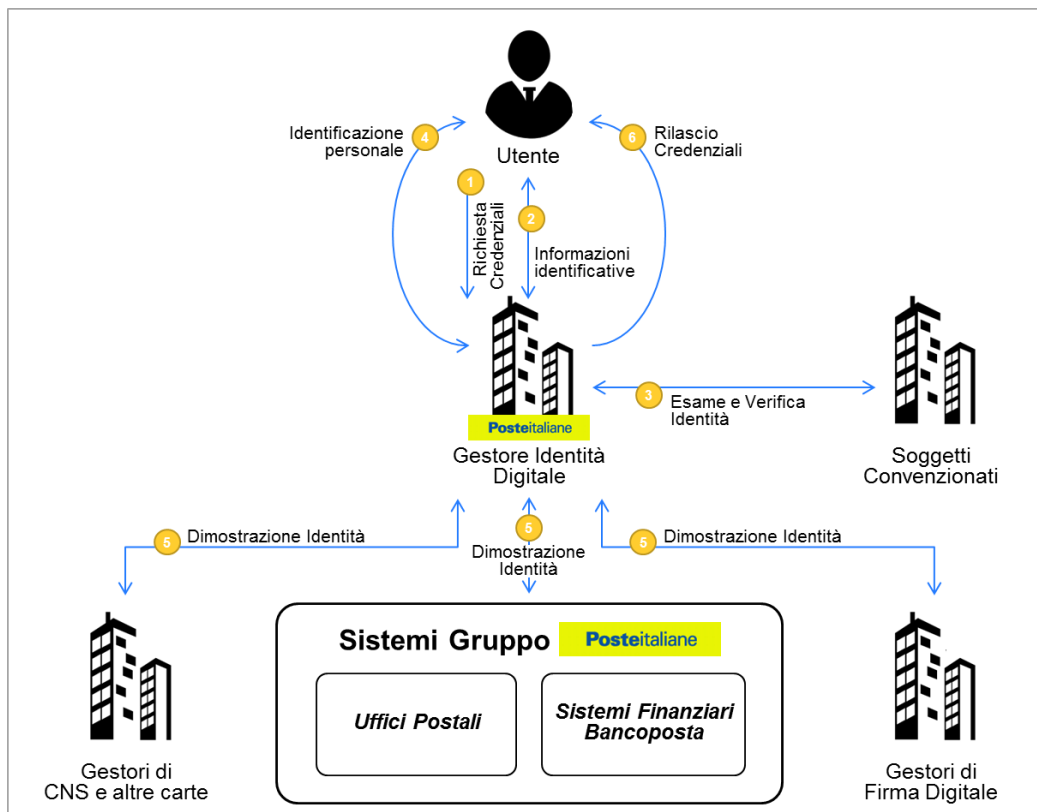 Identificazione
personale
4
6
Rilascio
Credenziali
Utente
1
Richiesta
Credenziali
2
Informazioni
identificative
3
Esame e Verifica
Identità
Posteitaliane
Gestore Identità
Digitale
Soggetti
Convenzionati
5
Dimostrazione Identità
5
Dimostrazione
Identità
5
Dimostrazione Identità
Sistemi Gruppo Posteitaliane
Uffici Postali
Sistemi Finanziari
Bancoposta
Gestori di
CNS e altre carte
Gestori di
Firma Digitale